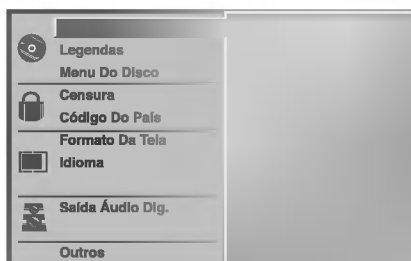 Legendas
Menu Do Disco
Censura
Código Do País
Formato Da Tela
Idioma
Saída Áudio Dig.
Outros